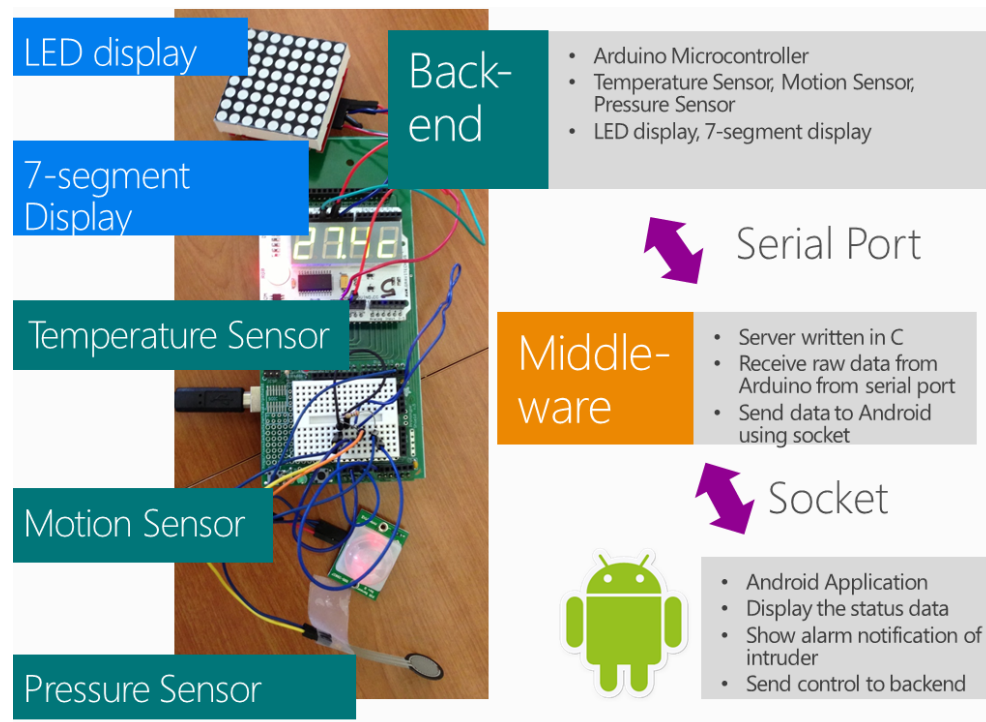 LED display
7-segment
Display
27.4c
Temperature Sensor
Motion Sensor
Pressure Sensor
Back-
end
• Arduino Microcontroller
• Temperature Sensor, Motion Sensor,
Pressure Sensor
• LED display, 7-segment display
Serial Port
Middle-
ware
• Server written in C
• Receive raw data from
Arduino from serial port
• Send data to Android
using socket
Socket
• Android Application
• Display the status data
• Show alarm notification of
intruder
• Send control to backend